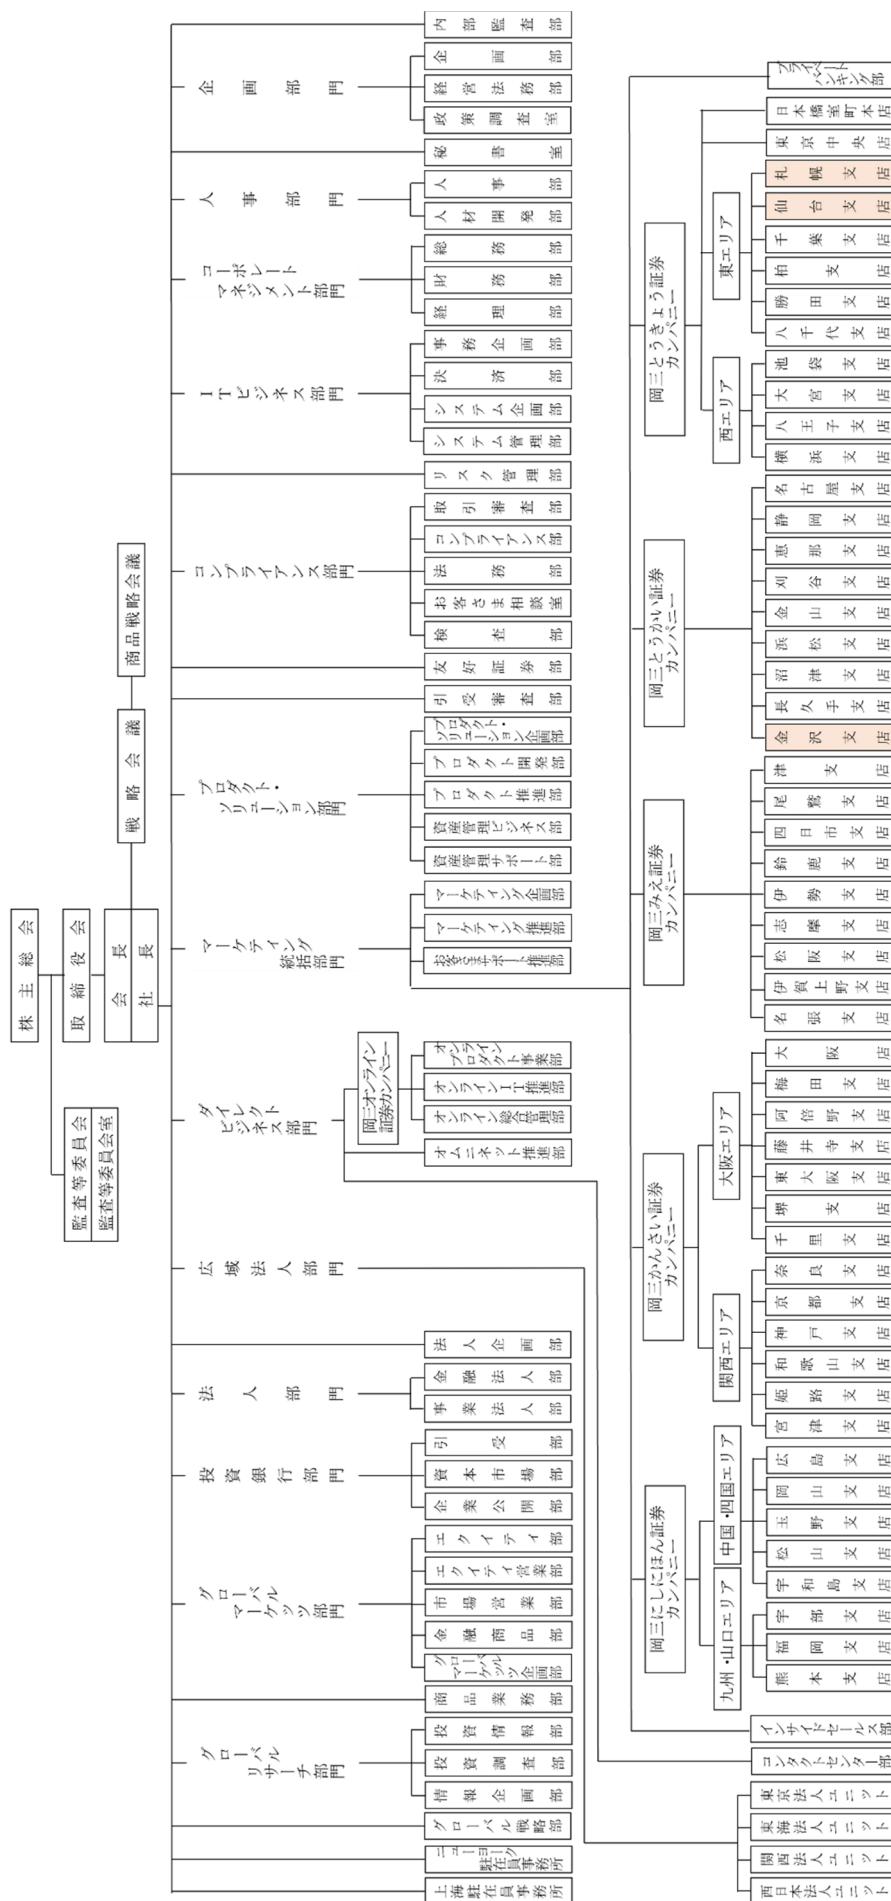 株主総会
取締役会
会長
社長
監査等委員会
監査等委員会室
戦略会議
商品戦略会議
内部監査部
企画部門
企画部
経営法務部
政策調査室
秘書室
人事部門
人事部
人材開発部
コーポレート
マネジメント部門
総務部
財務部
経理部
ITビジネス部門
事務企画部
決済部
システム企画部
システム管理部
リスク管理部
コンプライアンス部門
取引審査部
コンプライアンス部
法務部
お客さま相談室
検査部
友好証券部
引受審査部
プロダクト・
ソリューション部門
プロダクト・
ソリューション企画部
プロダクト開発部
プロダクト推進部
資産管理ビジネス部
資産管理サポート部
マーケティング
統括部門
マーケティング企画部
マーケティング推進部
お客さまサポート推進部
ダイレクト
ビジネス部門
岡三オンライン
証券カンパニー
オンライン
プロダクト事業部
オンラインIT推進部
オンライン総合管理部
オムニネット推進部
広域法人部門
法人企画部
法人部門
金融法人部
事業法人部
投資銀行部門
引受部
資本市場部
企業公開部
グローバル
マーケッツ部門
エクイティ部
エクイティ営業部
市場営業部
金融商品部
グローバル
マーケッツ企画部
商品業務部
グローバル
リサーチ部門
投資情報部
投資調査部
情報企画部
グローバル戦略部
ニューヨーク
駐在員事務所
上海駐在員事務所
プライベート
バンキング部
岡三とうきょう証券
カンパニー
日本橋室町本店
東京中央店
東エリア
札幌支店
仙台支店
千葉支店
柏支店
勝田支店
八千代支店
西エリア
池袋支店
大宮支店
八王子支店
横浜支店
岡三とうかい証券
カンパニー
名古屋支店
静岡支店
恵那支店
刈谷支店
金山支店
浜松支店
沼津支店
長久手支店
金沢支店
岡三みえ証券
カンパニー
津支店
尾鷲支店
四日市支店
鈴鹿支店
伊勢支店
志摩支店
松阪支店
伊賀上野支店
名張支店
岡三かんさい証券
カンパニー
大阪エリア
大阪店
梅田支店
阿倍野支店
藤井寺支店
東大阪支店
堺支店
千里支店
関西エリア
奈良支店
京都支店
神戸支店
和歌山支店
姫路支店
宮津支店
岡三にしにほん証券
カンパニー
中国・四国エリア
広島支店
岡山支店
玉野支店
松山支店
宇和島支店
九州・山口エリア
宇部支店
福岡支店
熊本支店
インサイドセールス部
コンタクトセンター部
東京法人ユニット
東海法人ユニット
関西法人ユニット
西日本法人ユニット